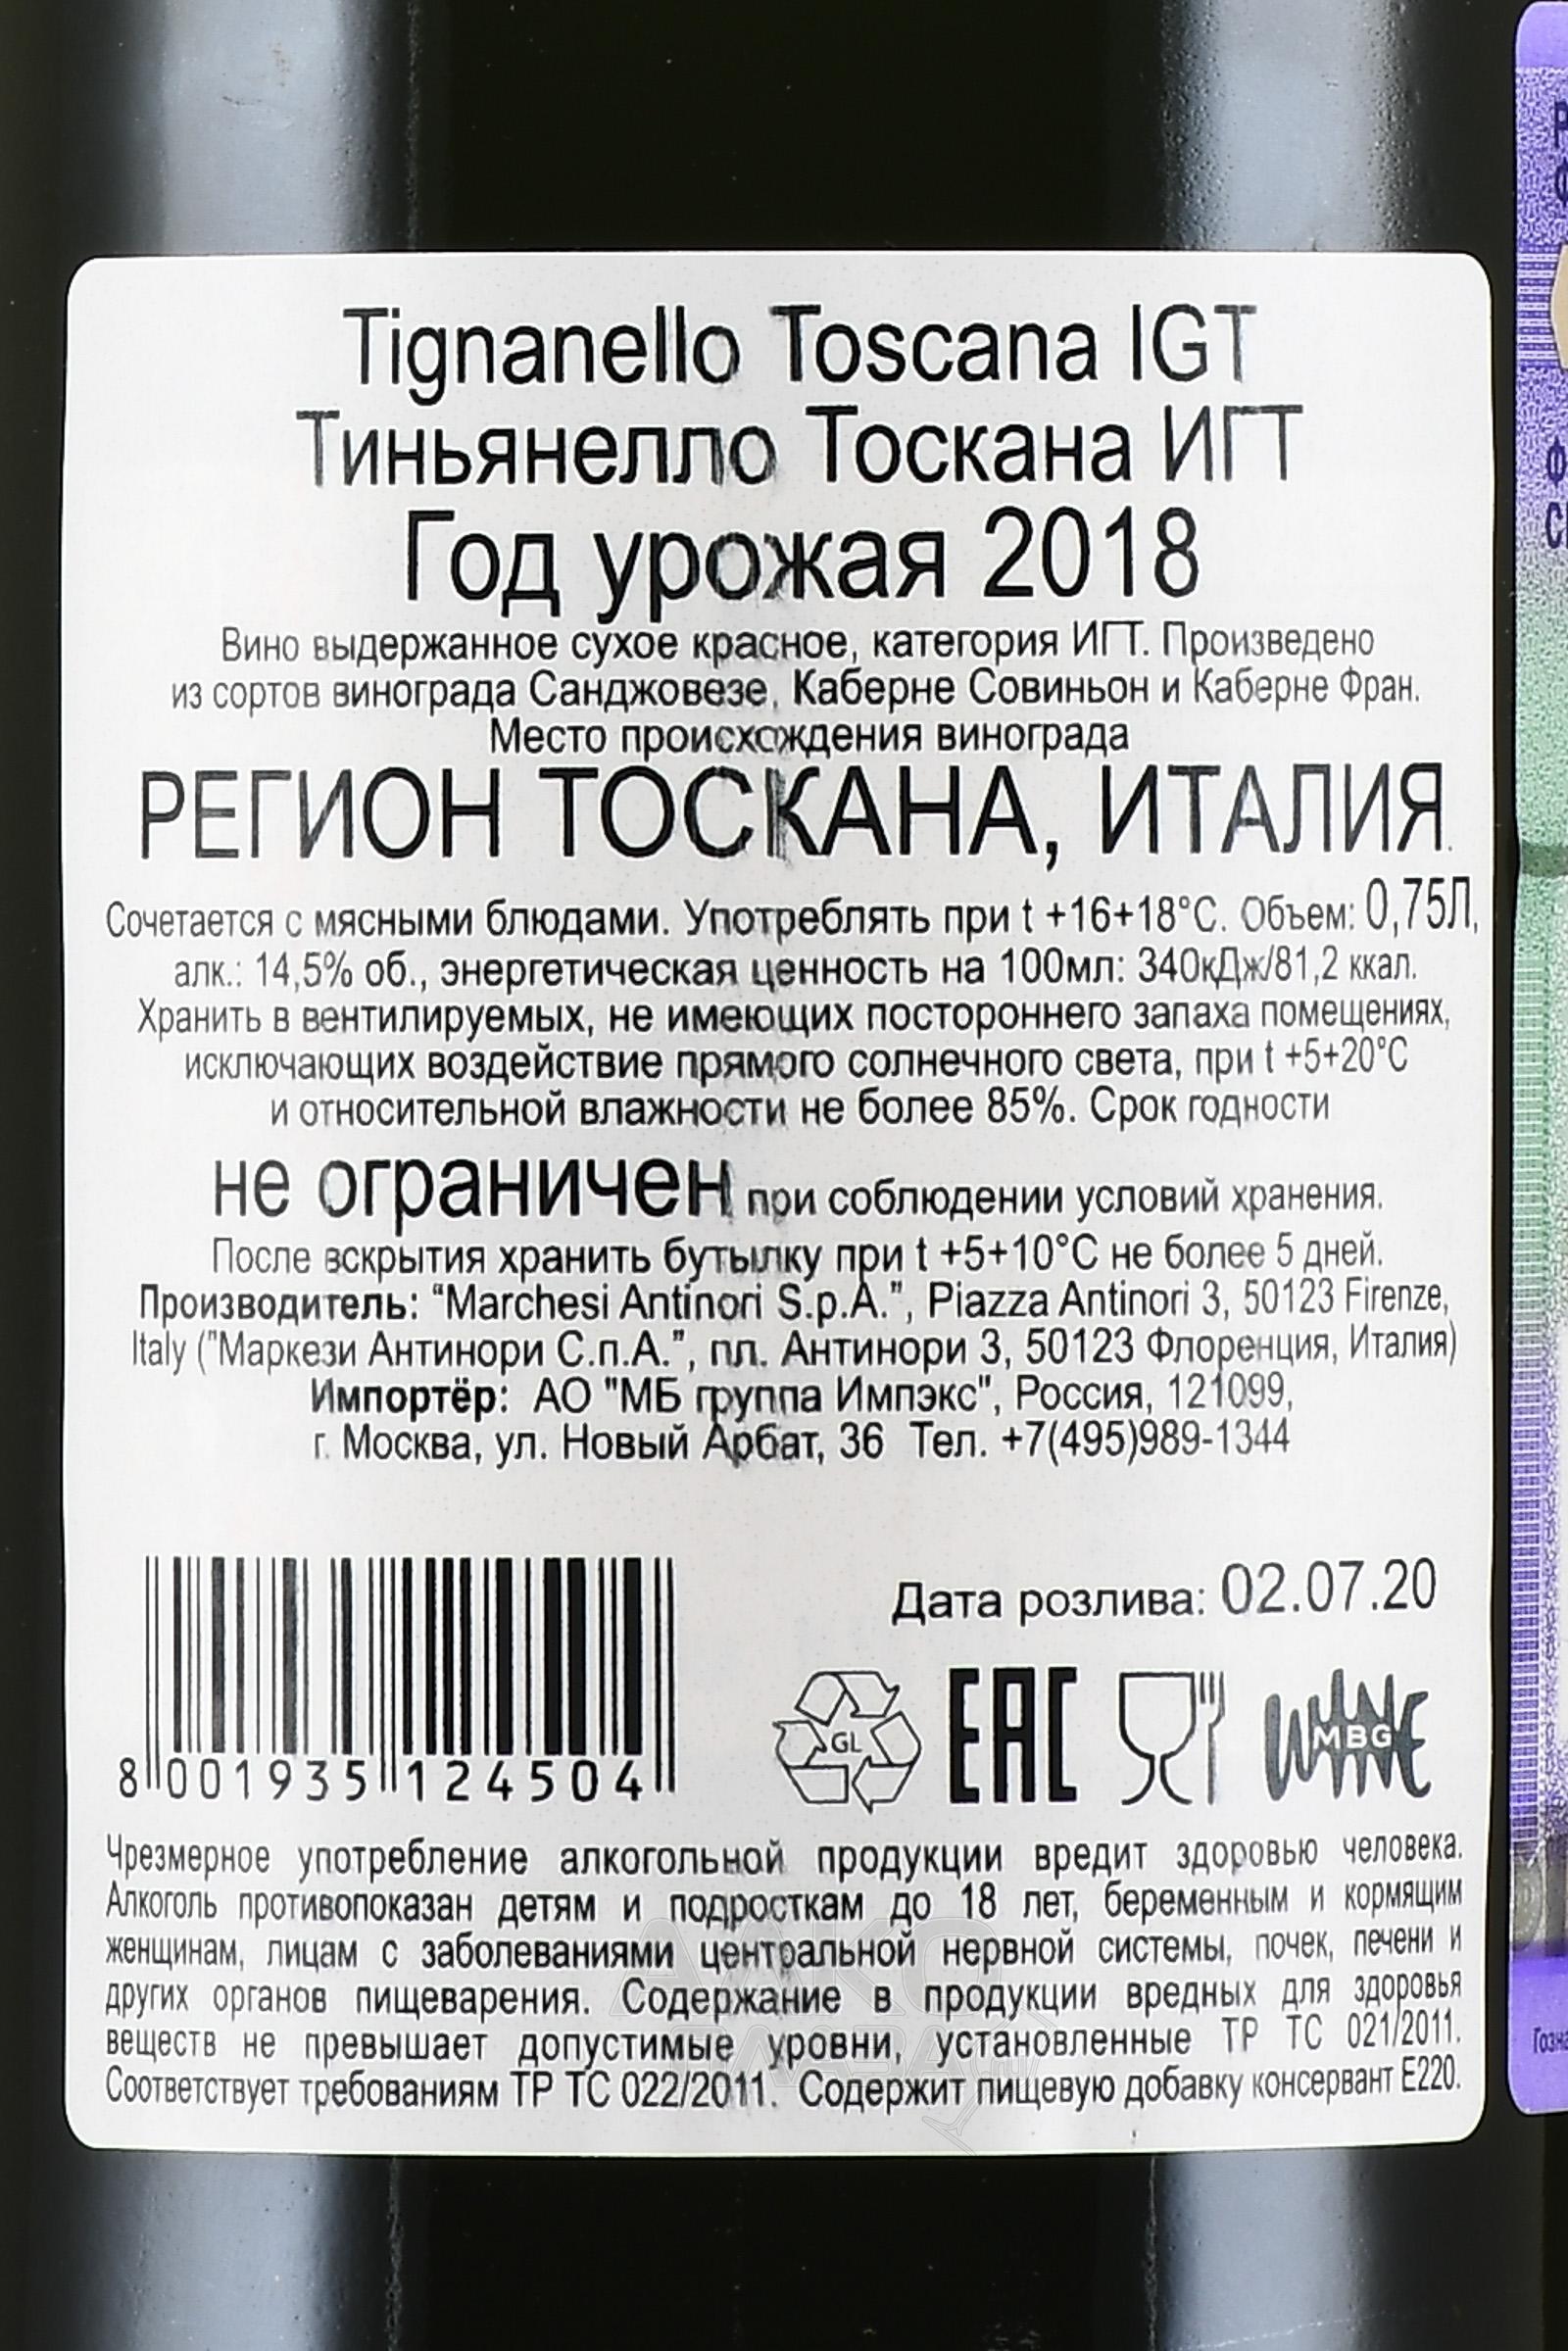 Tignanello Toscana IGT
Тиньянелло Тоскана ИГТ
Год урожая 2018
Вино выдержанное сухое красное, категория ИГТ. Произведено
из сортов винограда Санджовезе, Каберне Совиньон и Каберне Фран.
Место происхождения винограда
РЕГИОН ТОСКАНА, ИТАЛИЯ.
Сочетается с мясными блюдами. Употреблять при t +16+18°С. Объем: 0,75Л,
алк.: 14,5% об., энергетическая ценность на 100мл: 340кДж/81,2 ккал.
Хранить в вентилируемых, не имеющих постороннего запаха помещениях,
исключающих воздействие прямого солнечного света, при t +5+20°С
и относительной влажности не более 85%. Срок годности
не ограничен при соблюдении условий хранения.
После вскрытия хранить бутылку при t +5+10°С не более 5 дней.
Производитель: “Marchesi Antinori S.p.A.”, Piazza Antinori 3, 50123 Firenze,
Italy ("Маркези Антинори С.п.А.”, пл. Антинори 3, 50123 Флоренция, Италия)
Импортёр: АО "МБ группа Импэкс", Россия, 121099,
г. Москва, ул. Новый Арбат, 36 Тел. +7(495)989-1344
Дата розлива: 02.07.20
8 001935 124504
GL EAC WINE MBG
Чрезмерное употребление алкогольной продукции вредит здоровью человека.
Алкоголь противопоказан детям и подросткам до 18 лет, беременным и кормящим
женщинам, лицам с заболеваниями центральной нервной системы, почек, печени и
других органов пищеварения. Содержание в продукции вредных для здоровья
веществ не превышает допустимые уровни, установленные ТР ТС 021/2011.
Соответствует требованиям ТР ТС 022/2011. Содержит пищевую добавку консервант Е220.